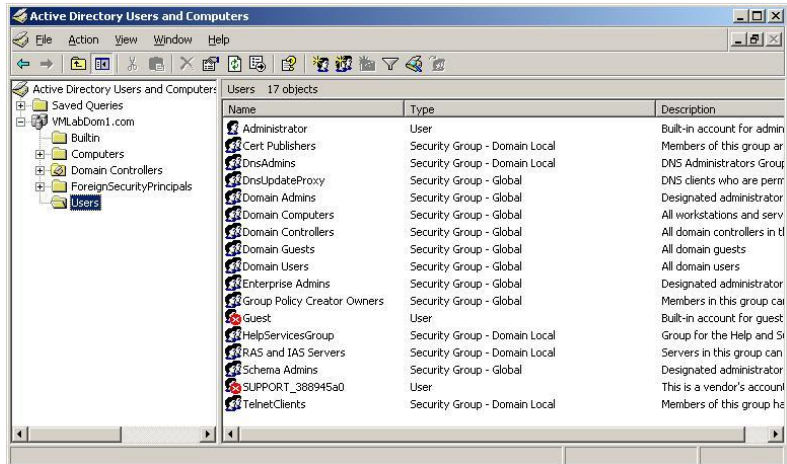 Active Directory Users and Computers
File Action View Window Help
Active Directory Users and Computers
Saved Queries
VMLabDom1.com
Builtin
Computers
Domain Controllers
ForeignSecurityPrincipals
Users
Users 17 objects
Name Type Description
Administrator User Built-in account for admin
Cert Publishers Security Group - Domain Local Members of this group ar
DnsAdmins Security Group - Domain Local DNS Administrators Group
DnsUpdateProxy Security Group - Global DNS clients who are perm
Domain Admins Security Group - Global Designated administrator
Domain Computers Security Group - Global All workstations and serv
Domain Controllers Security Group - Global All domain controllers in th
Domain Guests Security Group - Global All domain guests
Domain Users Security Group - Global All domain users
Enterprise Admins Security Group - Global Designated administrator
Group Policy Creator Owners Security Group - Global Members in this group can
Guest User Built-in account for guest
HelpServicesGroup Security Group - Domain Local Group for the Help and Su
RAS and IAS Servers Security Group - Domain Local Servers in this group can
Schema Admins Security Group - Global Designated administrator
SUPPORT_388945a0 User This is a vendor's account
TelnetClients Security Group - Domain Local Members of this group ha